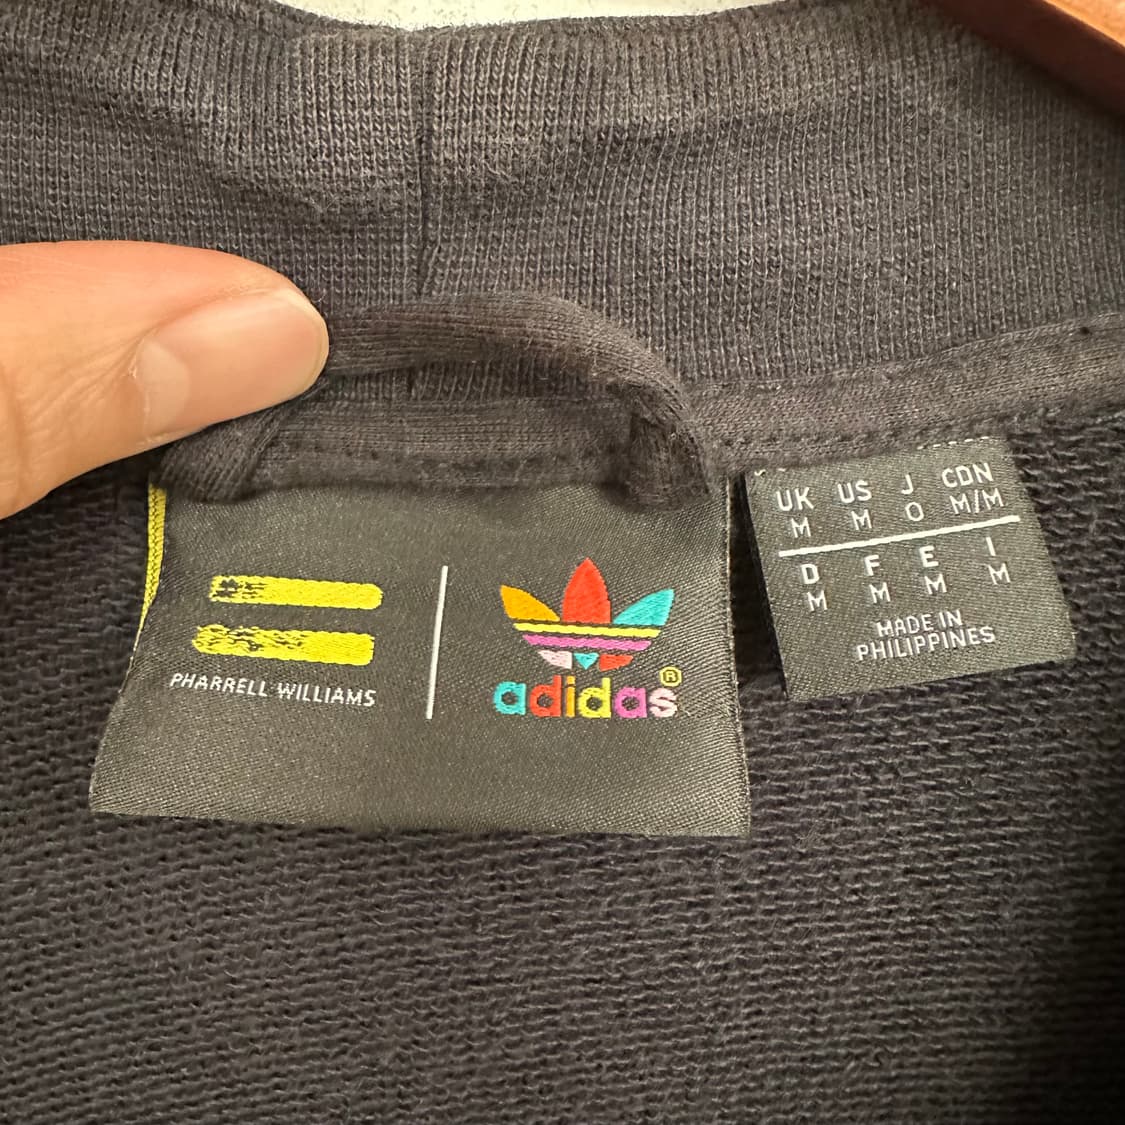 PHARRELL WILLIAMS
adidas®
UK US J CDN
M M O M/M
D F E I
M M M M
MADE IN
PHILIPPINES